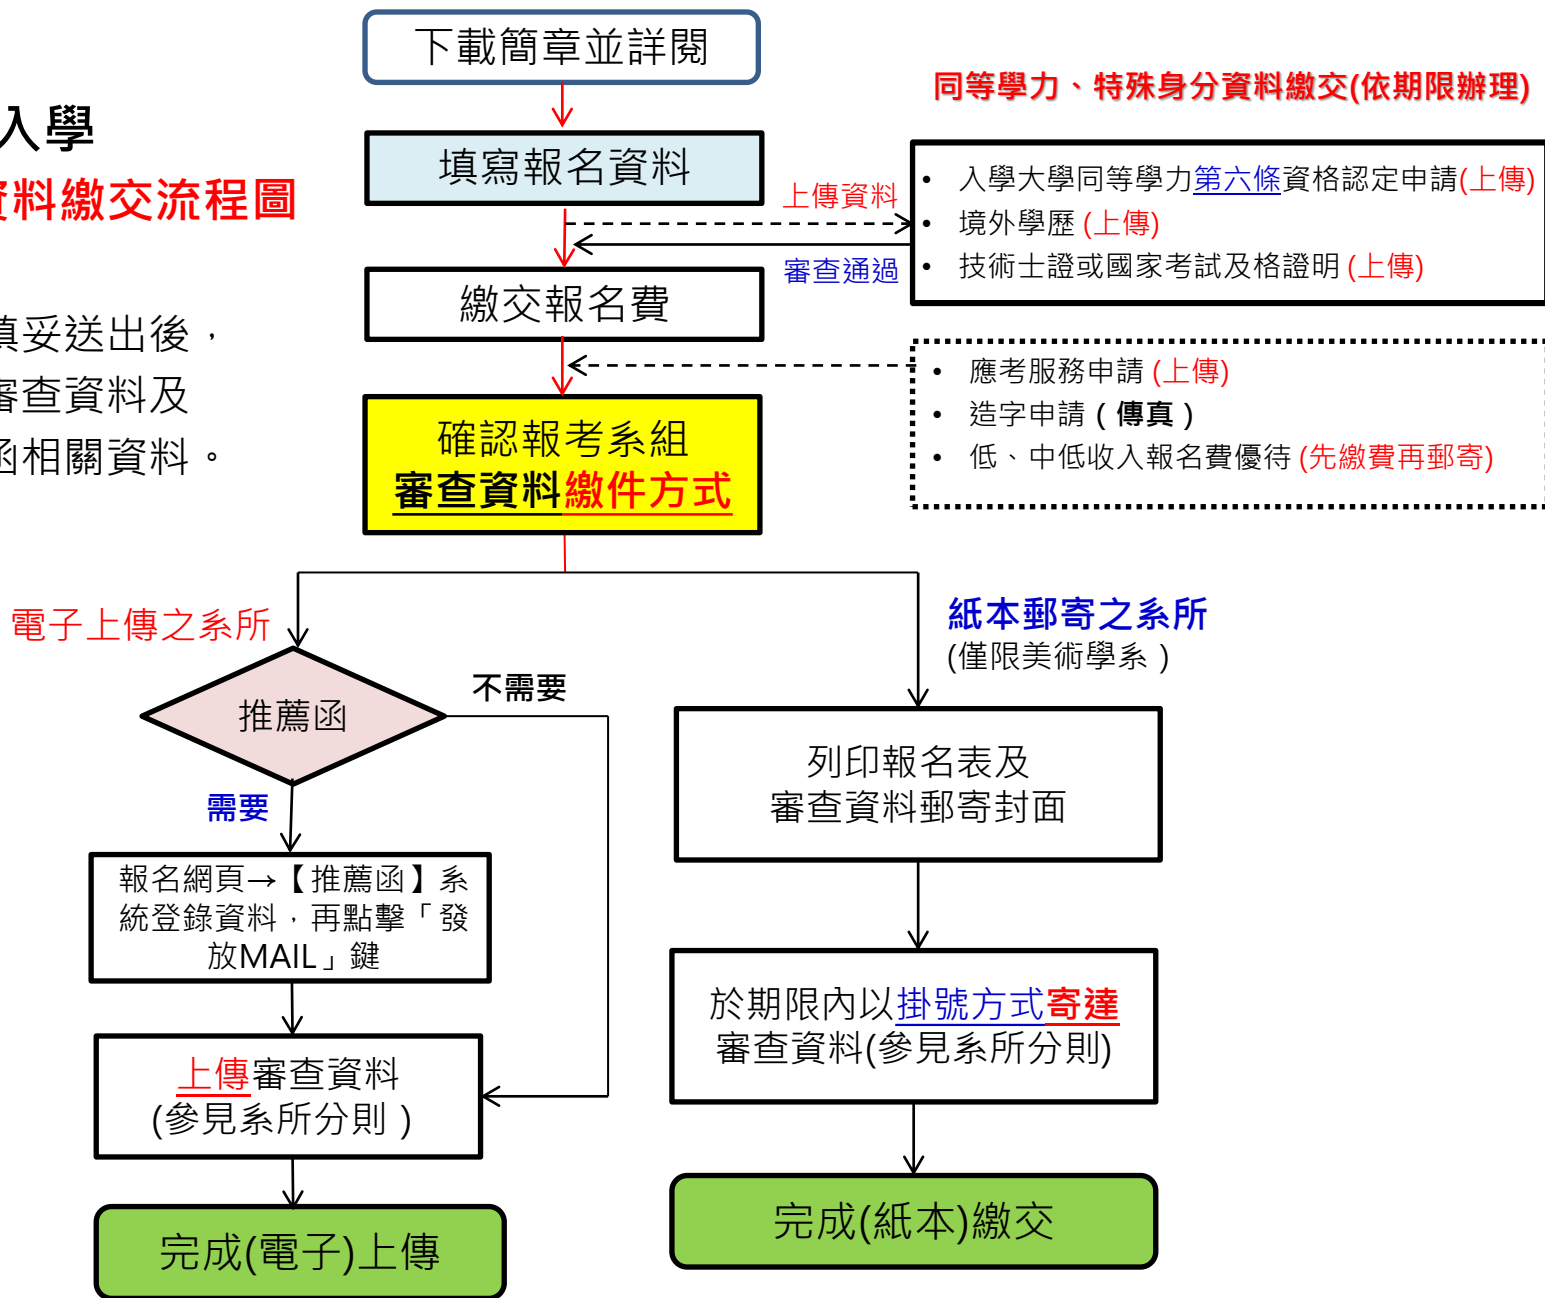 下載簡章並詳閱
同等學力、特殊身分資料繳交(依期限辦理)
入學
料繳交流程圖
填寫報名資料
上傳資料
• 入學大學同等學力第六條資格認定申請(上傳)
• 境外學歷 (上傳)
• 技術士證或國家考試及格證明 (上傳)
審查通過
繳交報名費
填妥送出後，
審查資料及
函相關資料。
• 應考服務申請 (上傳)
• 造字申請 ( 傳真 )
• 低、中低收入報名費優待 (先繳費再郵寄)
確認報考系組
審查資料繳件方式
電子上傳之系所
紙本郵寄之系所
(僅限美術學系 )
推薦函
不需要
需要
列印報名表及
審查資料郵寄封面
報名網頁→【推薦函】系
統登錄資料，再點擊「發
放MAIL」鍵
於期限內以掛號方式寄達
審查資料(參見系所分則)
上傳審查資料
(參見系所分則 )
完成(紙本)繳交
完成(電子)上傳